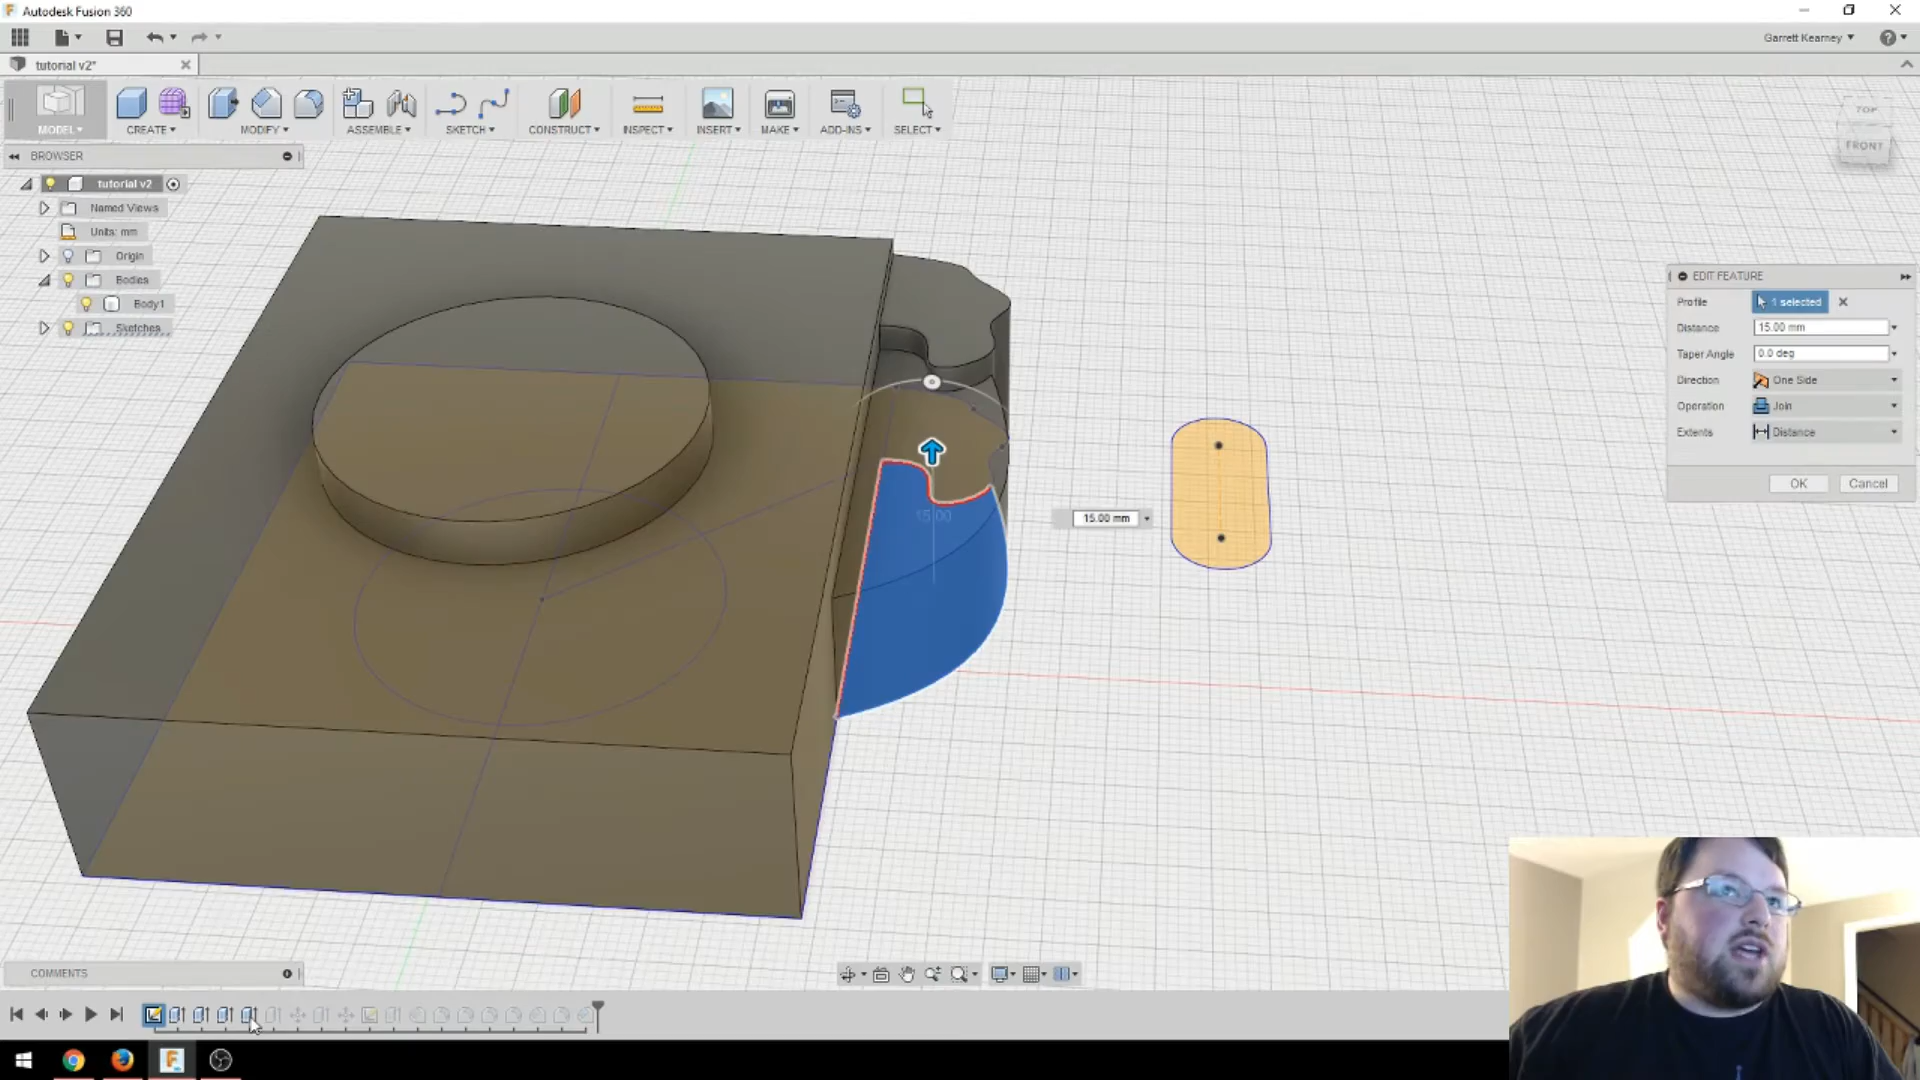 Autodesk Fusion 360
Garrett Kearney
tutorial v2*
MODEL
CREATE
MODIFY
ASSEMBLE
SKETCH
CONSTRUCT
INSPECT
INSERT
MAKE
ADD-INS
SELECT
TOP
FRONT
BROWSER
tutorial v2
Named Views
Units: mm
Origin
Bodies
Body1
Sketches
EDIT FEATURE
Profile 1 selected
Distance 15.00 mm
Taper Angle 0.0 deg
Direction One Side
Operation Join
Extents Distance
OK Cancel
15.00
15.00 mm
COMMENTS